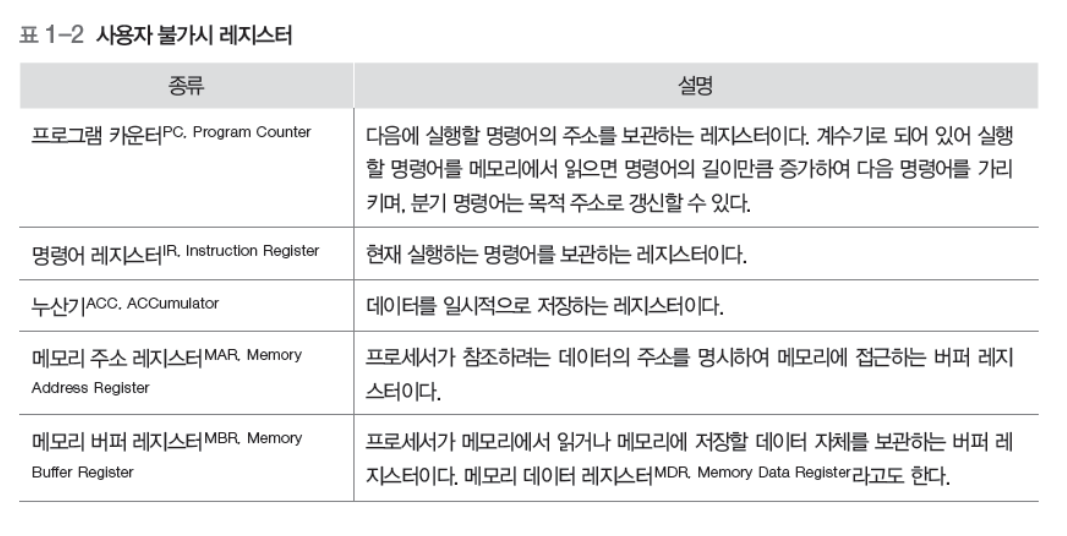 표 1-2 사용자 불가시 레지스터
종류 설명
프로그램 카운터PC, Program Counter 다음에 실행할 명령어의 주소를 보관하는 레지스터이다. 계수기로 되어 있어 실행
할 명령어를 메모리에서 읽으면 명령어의 길이만큼 증가하여 다음 명령어를 가리
키며, 분기 명령어는 목적 주소로 갱신할 수 있다.
명령어 레지스터IR, Instruction Register 현재 실행하는 명령어를 보관하는 레지스터이다.
누산기ACC, ACCumulator 데이터를 일시적으로 저장하는 레지스터이다.
메모리 주소 레지스터MAR, Memory
Address Register
프로세서가 참조하려는 데이터의 주소를 명시하여 메모리에 접근하는 버퍼 레지
스터이다.
메모리 버퍼 레지스터MBR, Memory
Buffer Register
프로세서가 메모리에서 읽거나 메모리에 저장할 데이터 자체를 보관하는 버퍼 레
지스터이다. 메모리 데이터 레지스터MDR, Memory Data Register라고도 한다.